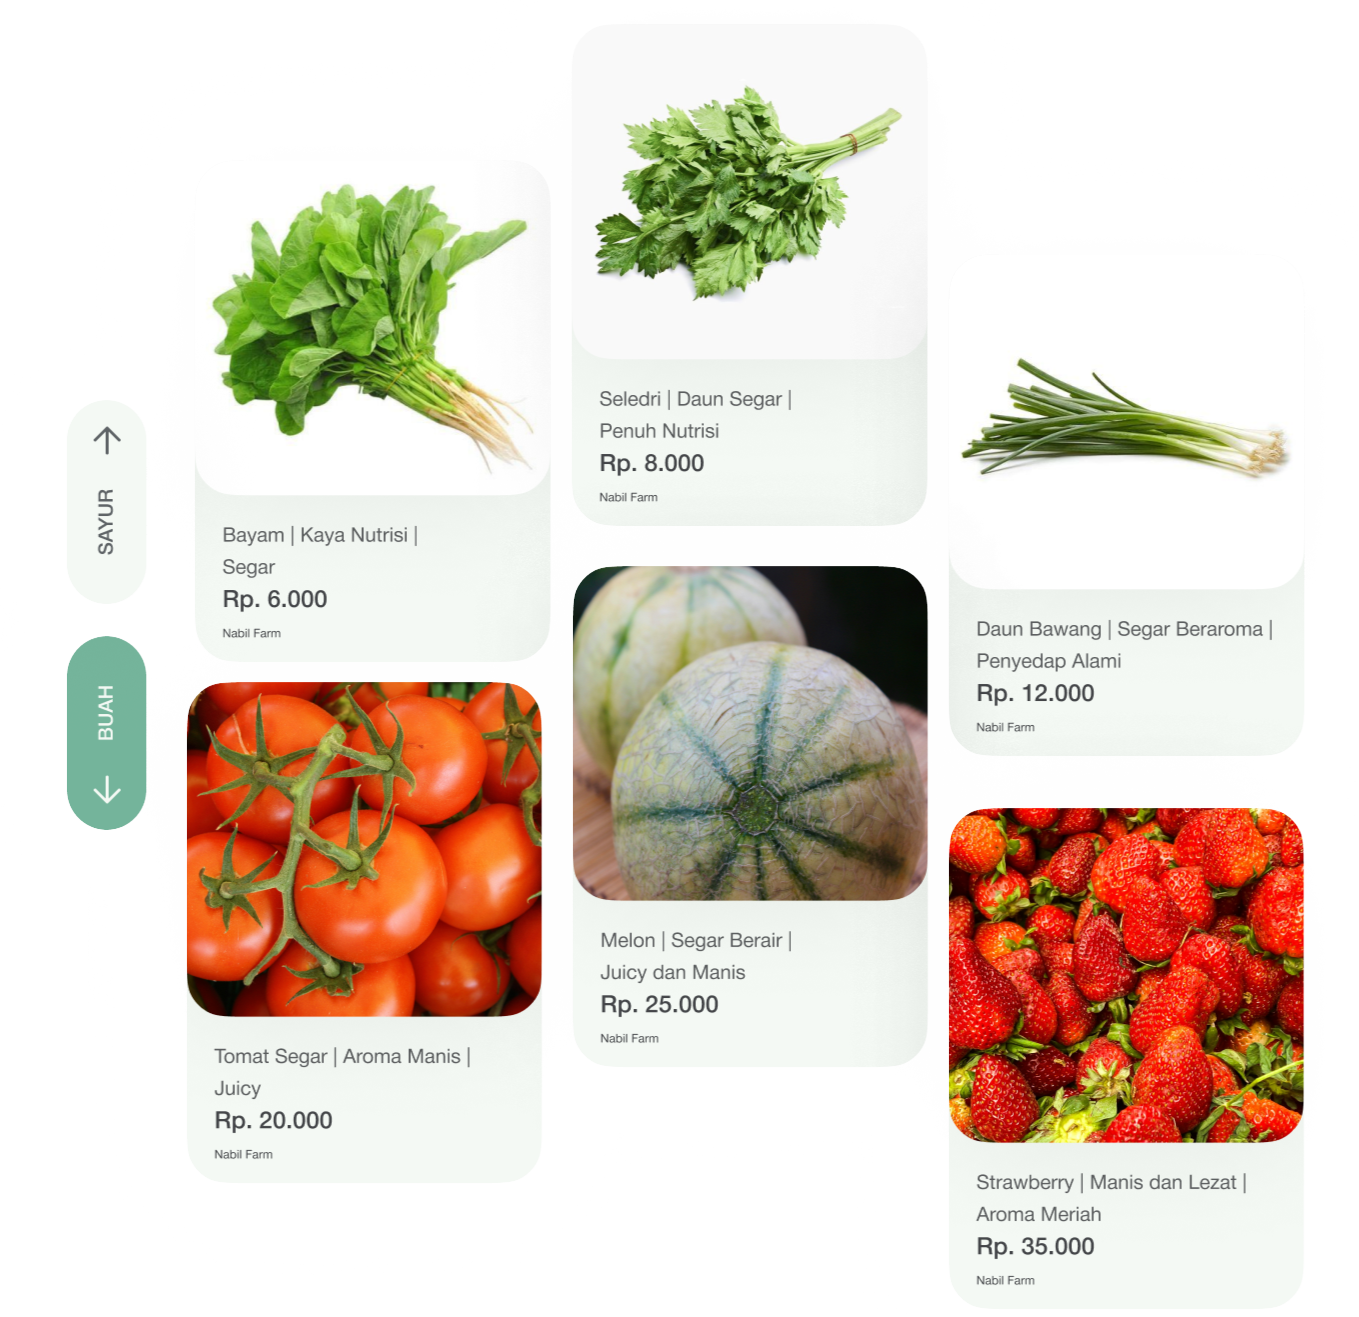 SAYUR
BUAH
Bayam | Kaya Nutrisi |
Segar
Rp. 6.000
Nabil Farm
Seledri | Daun Segar |
Penuh Nutrisi
Rp. 8.000
Nabil Farm
Daun Bawang | Segar Beraroma |
Penyedap Alami
Rp. 12.000
Nabil Farm
Tomat Segar | Aroma Manis |
Juicy
Rp. 20.000
Nabil Farm
Melon | Segar Berair |
Juicy dan Manis
Rp. 25.000
Nabil Farm
Strawberry | Manis dan Lezat |
Aroma Meriah
Rp. 35.000
Nabil Farm